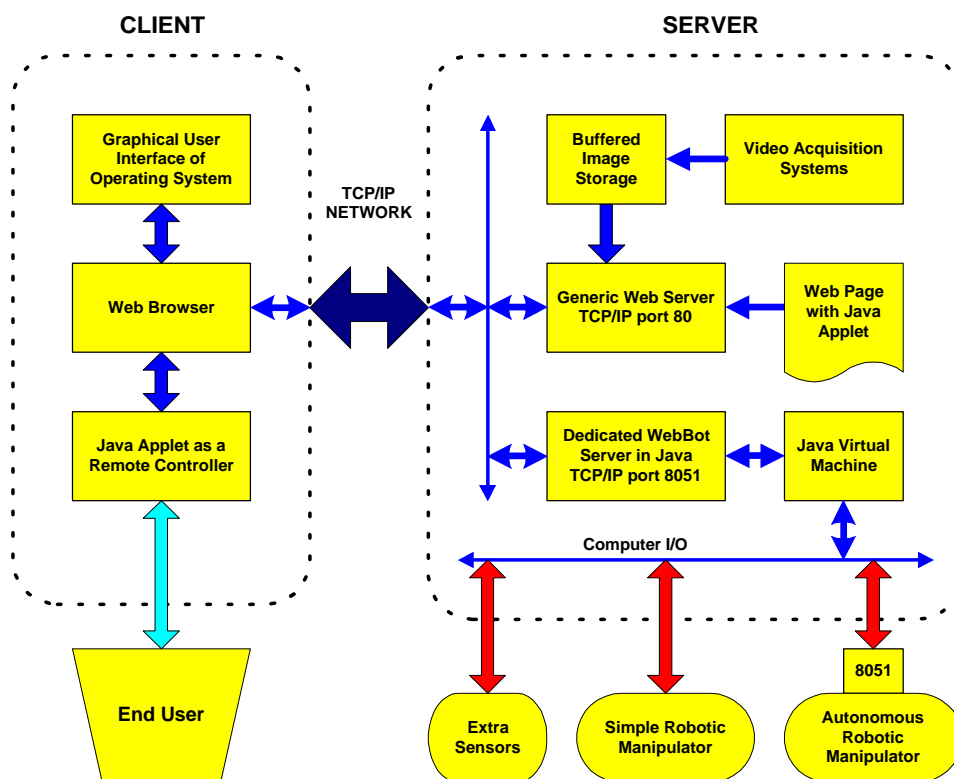 CLIENT
SERVER
Graphical User
Interface of
Operating System
Buffered
Image
Storage
Video Acquisition
Systems
TCP/IP
NETWORK
Web Browser
Generic Web Server
TCP/IP port 80
Web Page
with Java
Applet
Java Applet as a
Remote Controller
Dedicated WebBot
Server in Java
TCP/IP port 8051
Java Virtual
Machine
Computer I/O
8051
End User
Extra
Sensors
Simple Robotic
Manipulator
Autonomous
Robotic
Manipulator